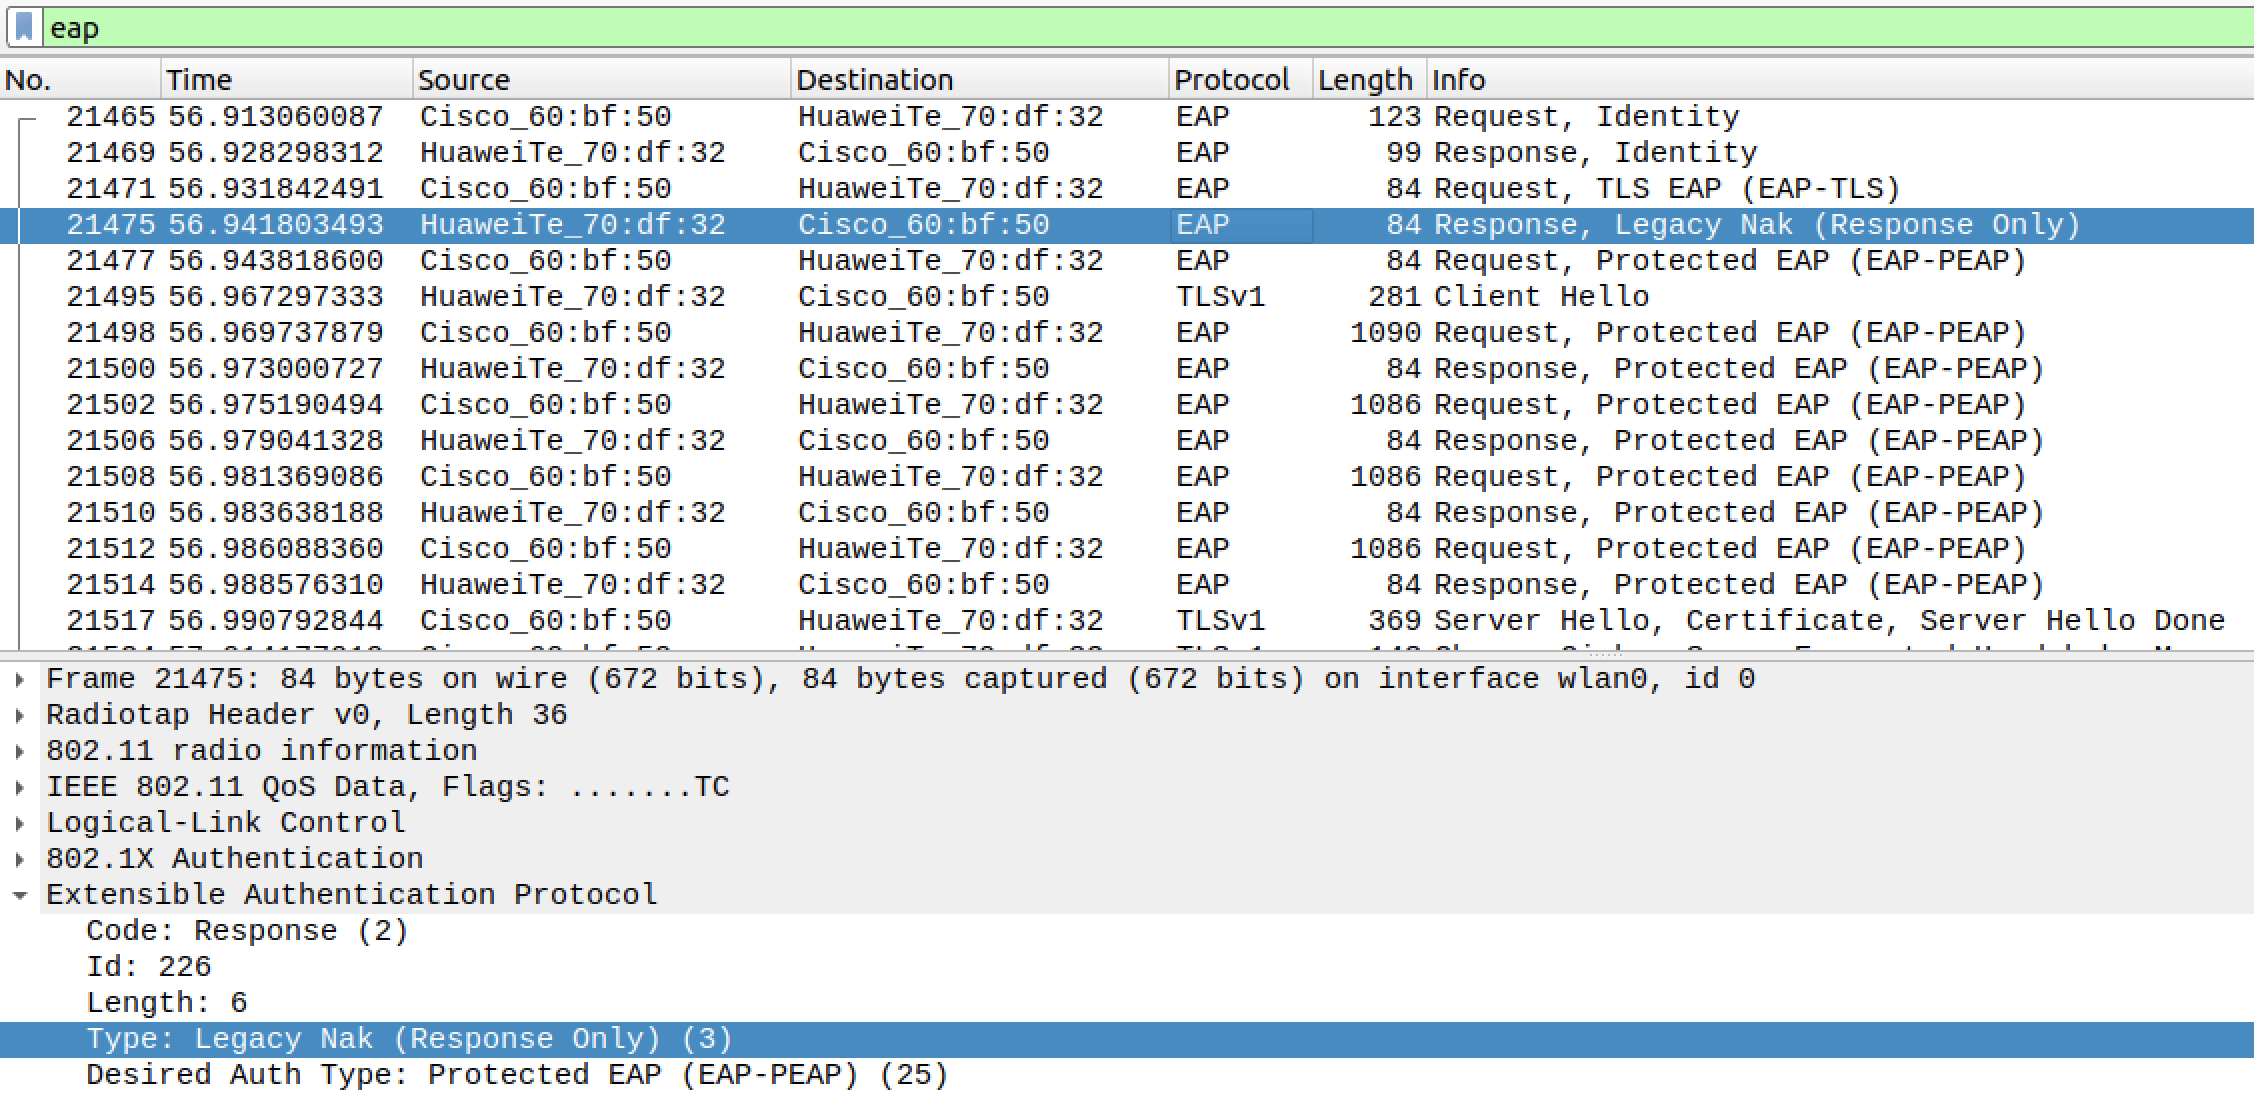 eap
No. Time Source Destination Protocol Length Info
21465 56.913060087 Cisco_60:bf:50 HuaweiTe_70:df:32 EAP 123 Request, Identity
21469 56.928298312 HuaweiTe_70:df:32 Cisco_60:bf:50 EAP 99 Response, Identity
21471 56.931842491 Cisco_60:bf:50 HuaweiTe_70:df:32 EAP 84 Request, TLS EAP (EAP-TLS)
21475 56.941803493 HuaweiTe_70:df:32 Cisco_60:bf:50 EAP 84 Response, Legacy Nak (Response Only)
21477 56.943818600 Cisco_60:bf:50 HuaweiTe_70:df:32 EAP 84 Request, Protected EAP (EAP-PEAP)
21495 56.967297333 HuaweiTe_70:df:32 Cisco_60:bf:50 TLSv1 281 Client Hello
21498 56.969737879 Cisco_60:bf:50 HuaweiTe_70:df:32 EAP 1090 Request, Protected EAP (EAP-PEAP)
21500 56.973000727 HuaweiTe_70:df:32 Cisco_60:bf:50 EAP 84 Response, Protected EAP (EAP-PEAP)
21502 56.975190494 Cisco_60:bf:50 HuaweiTe_70:df:32 EAP 1086 Request, Protected EAP (EAP-PEAP)
21506 56.979041328 HuaweiTe_70:df:32 Cisco_60:bf:50 EAP 84 Response, Protected EAP (EAP-PEAP)
21508 56.981369086 Cisco_60:bf:50 HuaweiTe_70:df:32 EAP 1086 Request, Protected EAP (EAP-PEAP)
21510 56.983638188 HuaweiTe_70:df:32 Cisco_60:bf:50 EAP 84 Response, Protected EAP (EAP-PEAP)
21512 56.986088360 Cisco_60:bf:50 HuaweiTe_70:df:32 EAP 1086 Request, Protected EAP (EAP-PEAP)
21514 56.988576310 HuaweiTe_70:df:32 Cisco_60:bf:50 EAP 84 Response, Protected EAP (EAP-PEAP)
21517 56.990792844 Cisco_60:bf:50 HuaweiTe_70:df:32 TLSv1 369 Server Hello, Certificate, Server Hello Done
Frame 21475: 84 bytes on wire (672 bits), 84 bytes captured (672 bits) on interface wlan0, id 0
Radiotap Header v0, Length 36
802.11 radio information
IEEE 802.11 QoS Data, Flags: .......TC
Logical-Link Control
802.1X Authentication
Extensible Authentication Protocol
Code: Response (2)
Id: 226
Length: 6
Type: Legacy Nak (Response Only) (3)
Desired Auth Type: Protected EAP (EAP-PEAP) (25)